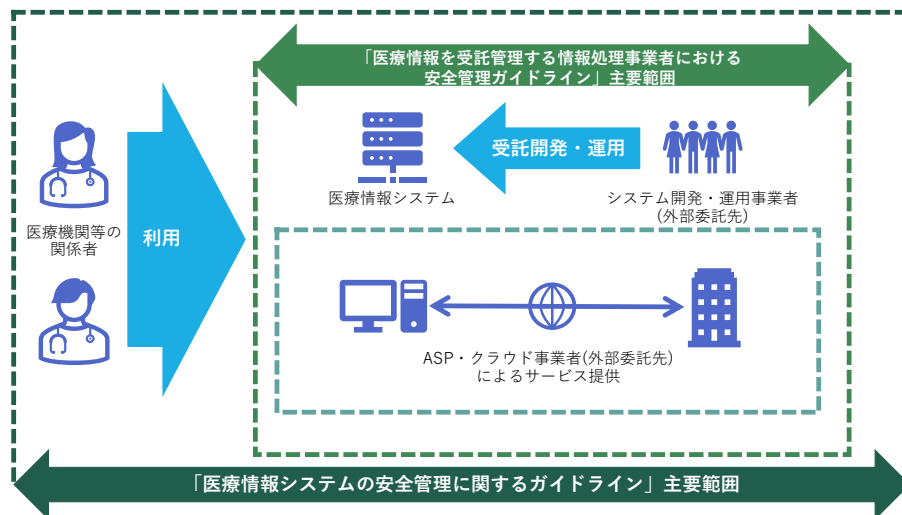 「医療情報を受託管理する情報処理事業者における
安全管理ガイドライン」主要範囲
受託開発・運用
医療情報システム
システム開発・運用事業者
(外部委託先)
医療機関等の
関係者
利用
ASP・クラウド事業者(外部委託先)
によるサービス提供
「医療情報システムの安全管理に関するガイドライン」主要範囲